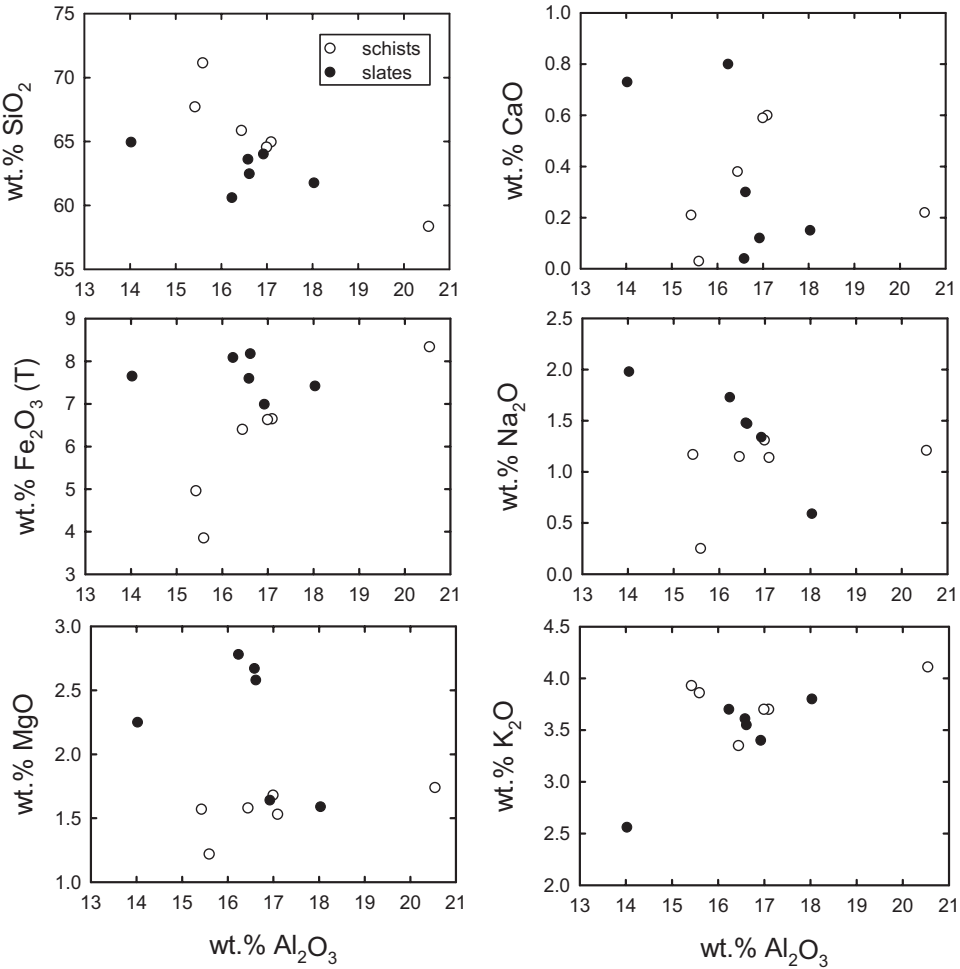 wt.% SiO₂
75
70
65
60
55
schists
slates
13 14 15 16 17 18 19 20 21
wt.% CaO
1.0
0.8
0.6
0.4
0.2
0.0
13 14 15 16 17 18 19 20 21
wt.% Fe₂O₃ (T)
9
8
7
6
5
4
3
13 14 15 16 17 18 19 20 21
wt.% Na₂O
2.5
2.0
1.5
1.0
0.5
0.0
13 14 15 16 17 18 19 20 21
wt.% MgO
3.0
2.5
2.0
1.5
1.0
13 14 15 16 17 18 19 20 21
wt.% Al₂O₃
wt.% K₂O
4.5
4.0
3.5
3.0
2.5
2.0
13 14 15 16 17 18 19 20 21
wt.% Al₂O₃